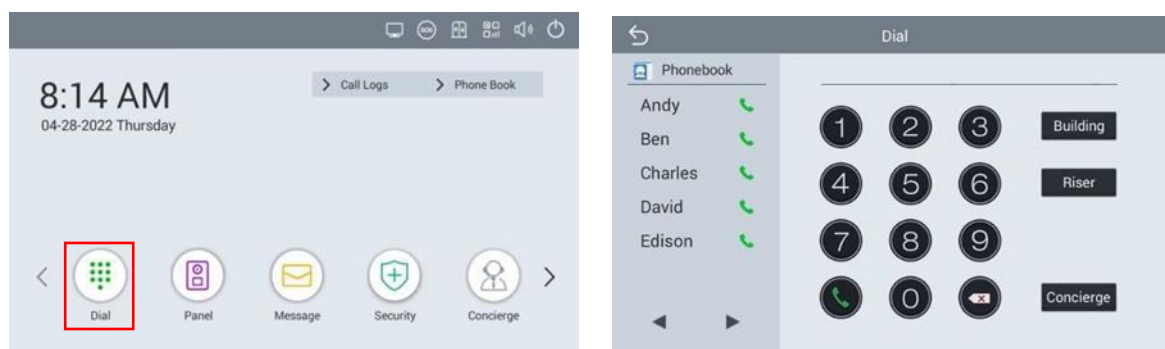 SOS
8:14 AM
04-28-2022 Thursday
> Call Logs
> Phone Book
Dial
Panel
Message
Security
Concierge
Dial
Phonebook
Andy
Ben
Charles
David
Edison
1 2 3 Building
4 5 6 Riser
7 8 9
0 Concierge